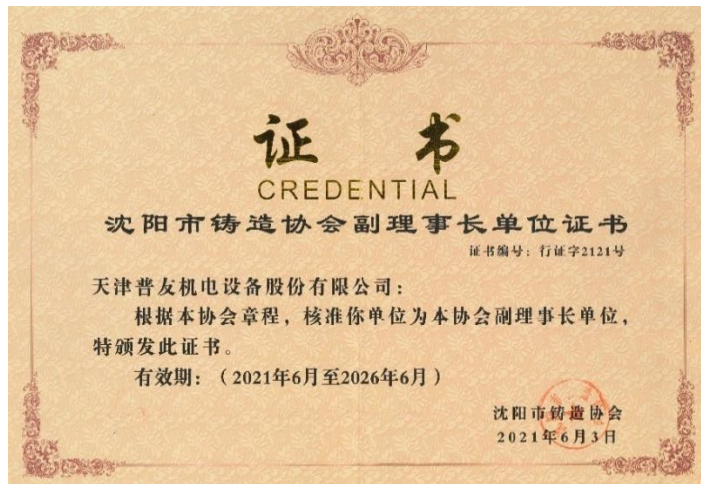 证 书
CREDENTIAL
沈阳市铸造协会副理事长单位证书
证书编号：行证字2121号
天津普友机电设备股份有限公司：
根据本协会章程，核准你单位为本协会副理事长单位，
特颁发此证书。
有效期：（2021年6月至2026年6月）
沈阳市铸造协会
2021年6月3日